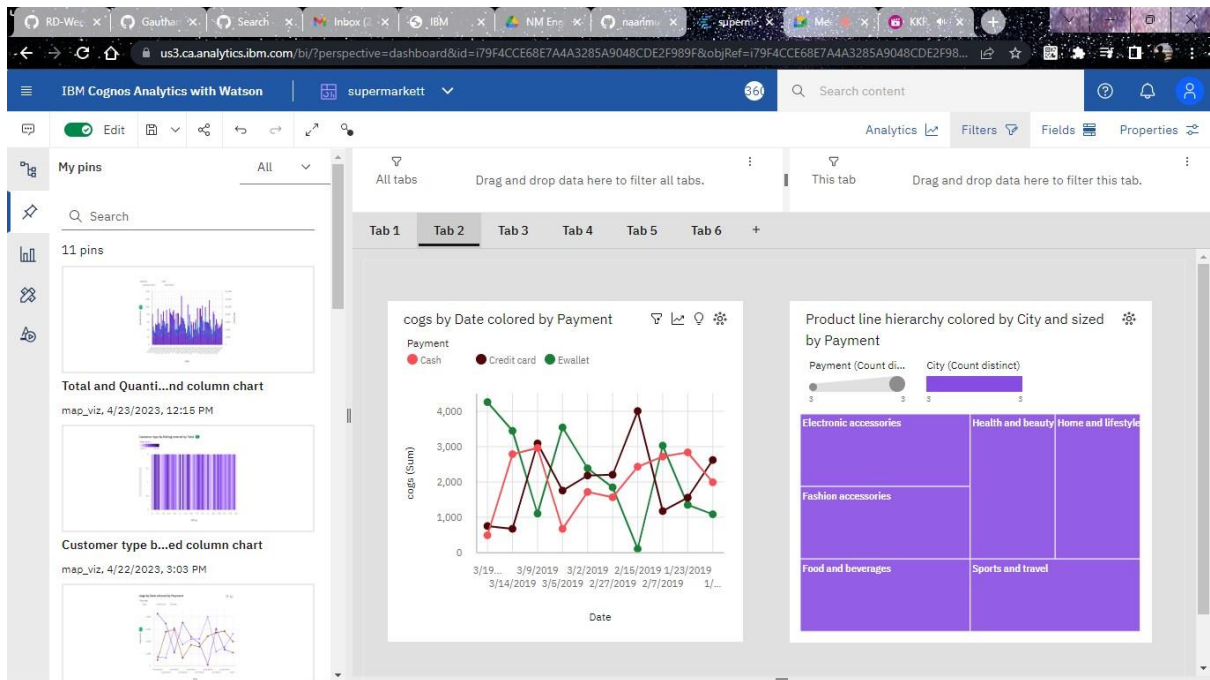 RD-Wee
Gauthar
Search
Inbox (2
IBM
NM Eng
naarimu
superm
Me
KKR
us3.ca.analytics.ibm.com/bi/?perspective=dashboard&id=i79F4CCE68E7A4A3285A9048CDE2F989F&objRef=i79F4CCE68E7A4A3285A9048CDE2F98...
IBM Cognos Analytics with Watson
supermarkett
360
Search content
Edit
Analytics
Filters
Fields
Properties
My pins
All
Search
11 pins
Total and Quanti...nd column chart
map_viz, 4/23/2023, 12:15 PM
Customer type b...ed column chart
map_viz, 4/22/2023, 3:03 PM
All tabs
Drag and drop data here to filter all tabs.
This tab
Drag and drop data here to filter this tab.
Tab 1
Tab 2
Tab 3
Tab 4
Tab 5
Tab 6
cogs by Date colored by Payment
Payment
Cash
Credit card
Ewallet
cogs (Sum)
4,000
3,000
2,000
1,000
0
3/19... 3/9/2019 3/2/2019 2/15/2019 1/23/2019
3/14/2019 3/5/2019 2/27/2019 2/7/2019 1/...
Date
Product line hierarchy colored by City and sized
by Payment
Payment (Count di...
City (Count distinct)
3 3
3 3
Electronic accessories
Health and beauty
Home and lifestyle
Fashion accessories
Food and beverages
Sports and travel